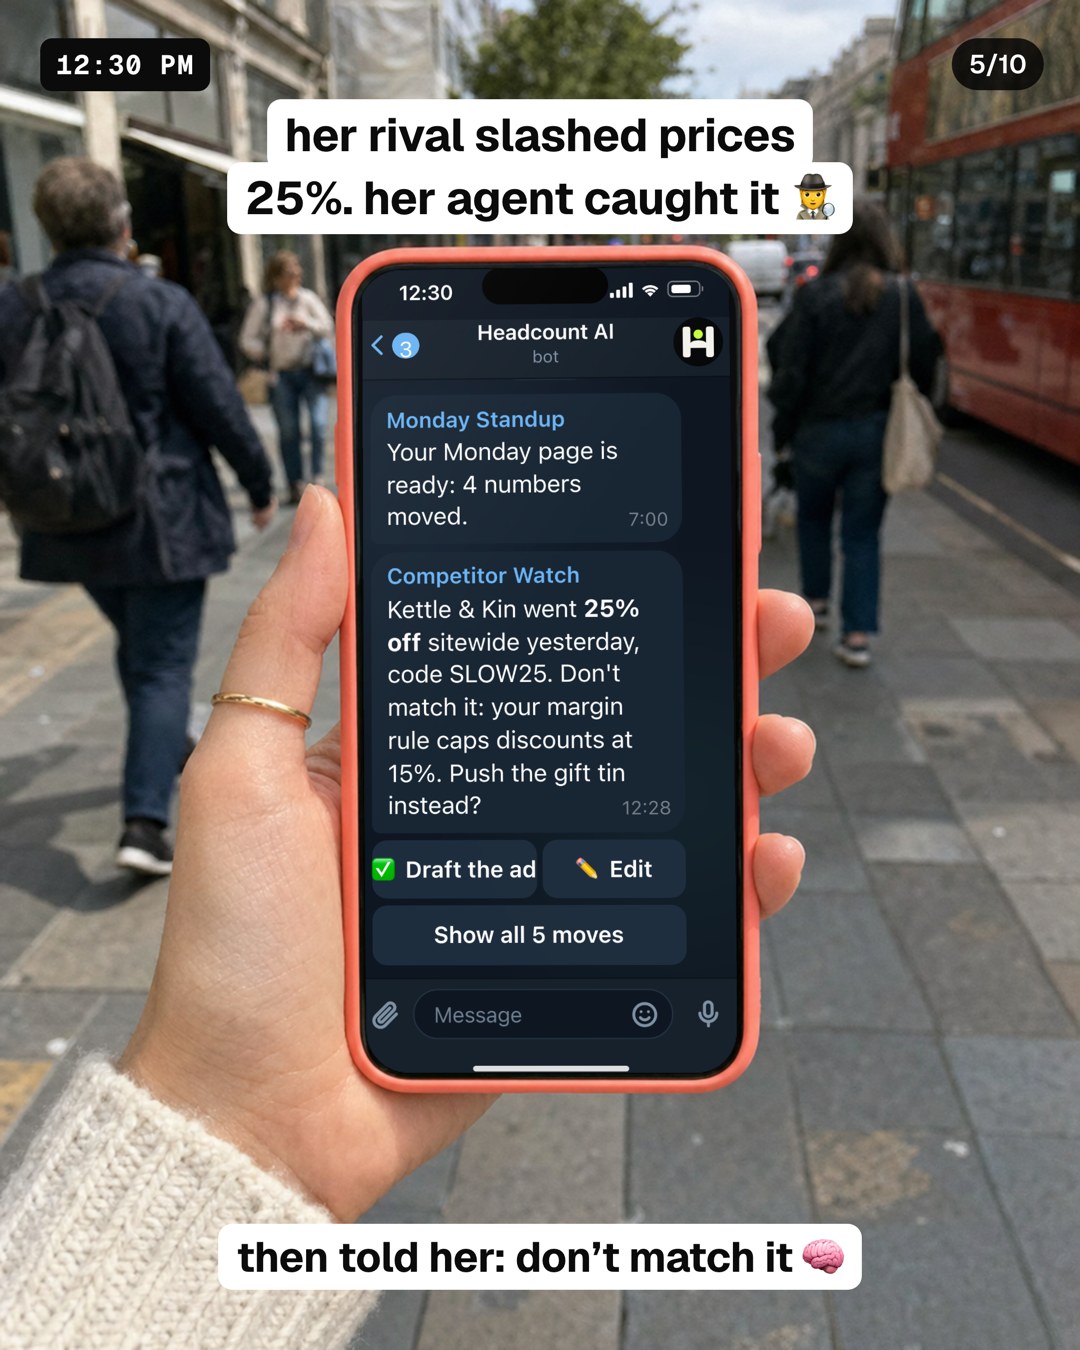 12:30 PM
5/10
her rival slashed prices
25%. her agent caught it 🕵️
12:30
3
Headcount AI
bot
H
Monday Standup
Your Monday page is
ready: 4 numbers
moved.
7:00
Competitor Watch
Kettle & Kin went 25%
off sitewide yesterday,
code SLOW25. Don't
match it: your margin
rule caps discounts at
15%. Push the gift tin
instead?
12:28
✅ Draft the ad
✏️ Edit
Show all 5 moves
Message
then told her: don’t match it 🧠